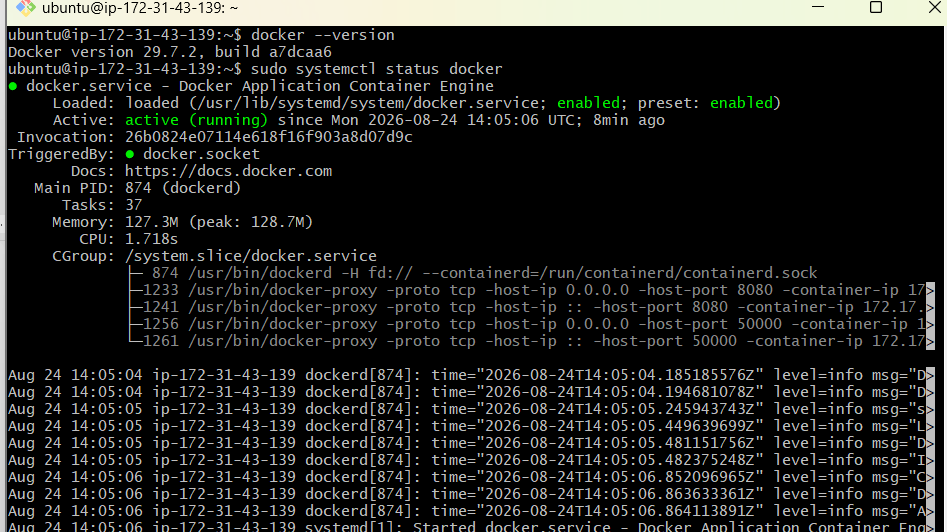 ubuntu@ip-172-31-43-139: ~
ubuntu@ip-172-31-43-139:~$ docker --version
Docker version 29.7.2, build a7dcaa6
ubuntu@ip-172-31-43-139:~$ sudo systemctl status docker
● docker.service - Docker Application Container Engine
     Loaded: loaded (/usr/lib/systemd/system/docker.service; enabled; preset: enabled)
     Active: active (running) since Mon 2026-08-24 14:05:06 UTC; 8min ago
 Invocation: 26b0824e07114e618f16f903a8d07d9c
TriggeredBy: ● docker.socket
       Docs: https://docs.docker.com
   Main PID: 874 (dockerd)
      Tasks: 37
     Memory: 127.3M (peak: 128.7M)
        CPU: 1.718s
     CGroup: /system.slice/docker.service
             ├─ 874 /usr/bin/dockerd -H fd:// --containerd=/run/containerd/containerd.sock
             ├─1233 /usr/bin/docker-proxy -proto tcp -host-ip 0.0.0.0 -host-port 8080 -container-ip 17>
             ├─1241 /usr/bin/docker-proxy -proto tcp -host-ip :: -host-port 8080 -container-ip 172.17.>
             ├─1256 /usr/bin/docker-proxy -proto tcp -host-ip 0.0.0.0 -host-port 50000 -container-ip 1>
             └─1261 /usr/bin/docker-proxy -proto tcp -host-ip :: -host-port 50000 -container-ip 172.17>
Aug 24 14:05:04 ip-172-31-43-139 dockerd[874]: time="2026-08-24T14:05:04.185185576Z" level=info msg="D>
Aug 24 14:05:04 ip-172-31-43-139 dockerd[874]: time="2026-08-24T14:05:04.194681078Z" level=info msg="D>
Aug 24 14:05:05 ip-172-31-43-139 dockerd[874]: time="2026-08-24T14:05:05.245943743Z" level=info msg="s>
Aug 24 14:05:05 ip-172-31-43-139 dockerd[874]: time="2026-08-24T14:05:05.449639699Z" level=info msg="L>
Aug 24 14:05:05 ip-172-31-43-139 dockerd[874]: time="2026-08-24T14:05:05.481151756Z" level=info msg="D>
Aug 24 14:05:05 ip-172-31-43-139 dockerd[874]: time="2026-08-24T14:05:05.482375248Z" level=info msg="I>
Aug 24 14:05:06 ip-172-31-43-139 dockerd[874]: time="2026-08-24T14:05:06.852096965Z" level=info msg="C>
Aug 24 14:05:06 ip-172-31-43-139 dockerd[874]: time="2026-08-24T14:05:06.863633361Z" level=info msg="D>
Aug 24 14:05:06 ip-172-31-43-139 dockerd[874]: time="2026-08-24T14:05:06.864113891Z" level=info msg="A>
Aug 24 14:05:06 ip-172-31-43-139 systemd[1]: Started docker.service - Docker Application Container Eng>